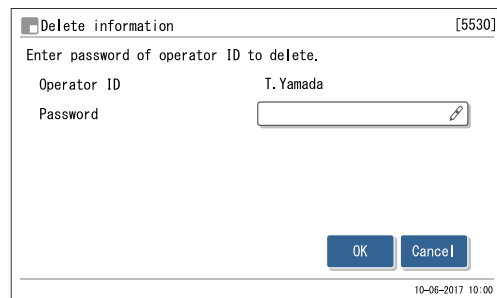 Delete information [5530]
Enter password of operator ID to delete.
Operator ID T.Yamada
Password
OK Cancel
10-06-2017 10:00